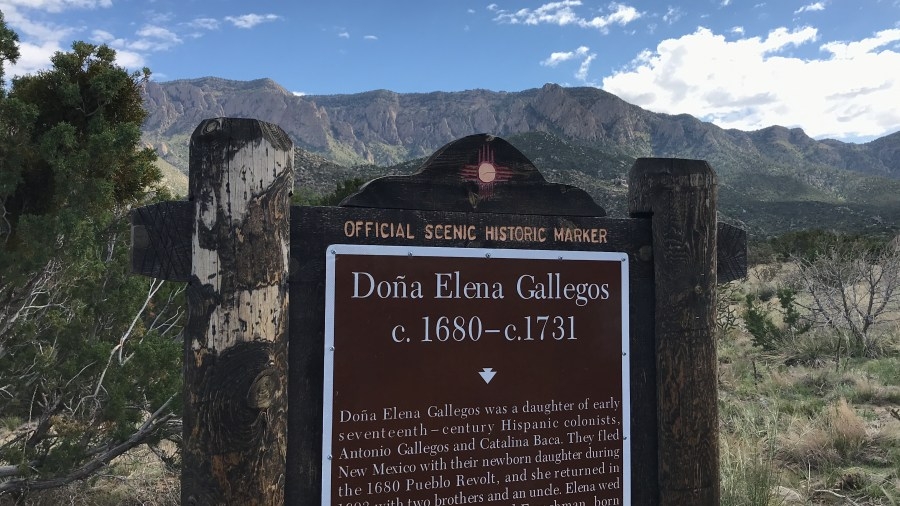 OFFICIAL SCENIC HISTORIC MARKER
Doña Elena Gallegos
c. 1680–c.1731
Doña Elena Gallegos was a daughter of early
seventeenth–century Hispanic colonists,
Antonio Gallegos and Catalina Baca. They fled
New Mexico with their newborn daughter during
the 1680 Pueblo Revolt, and she returned in
with two brothers and an uncle. Elena wed
Frenchman, born